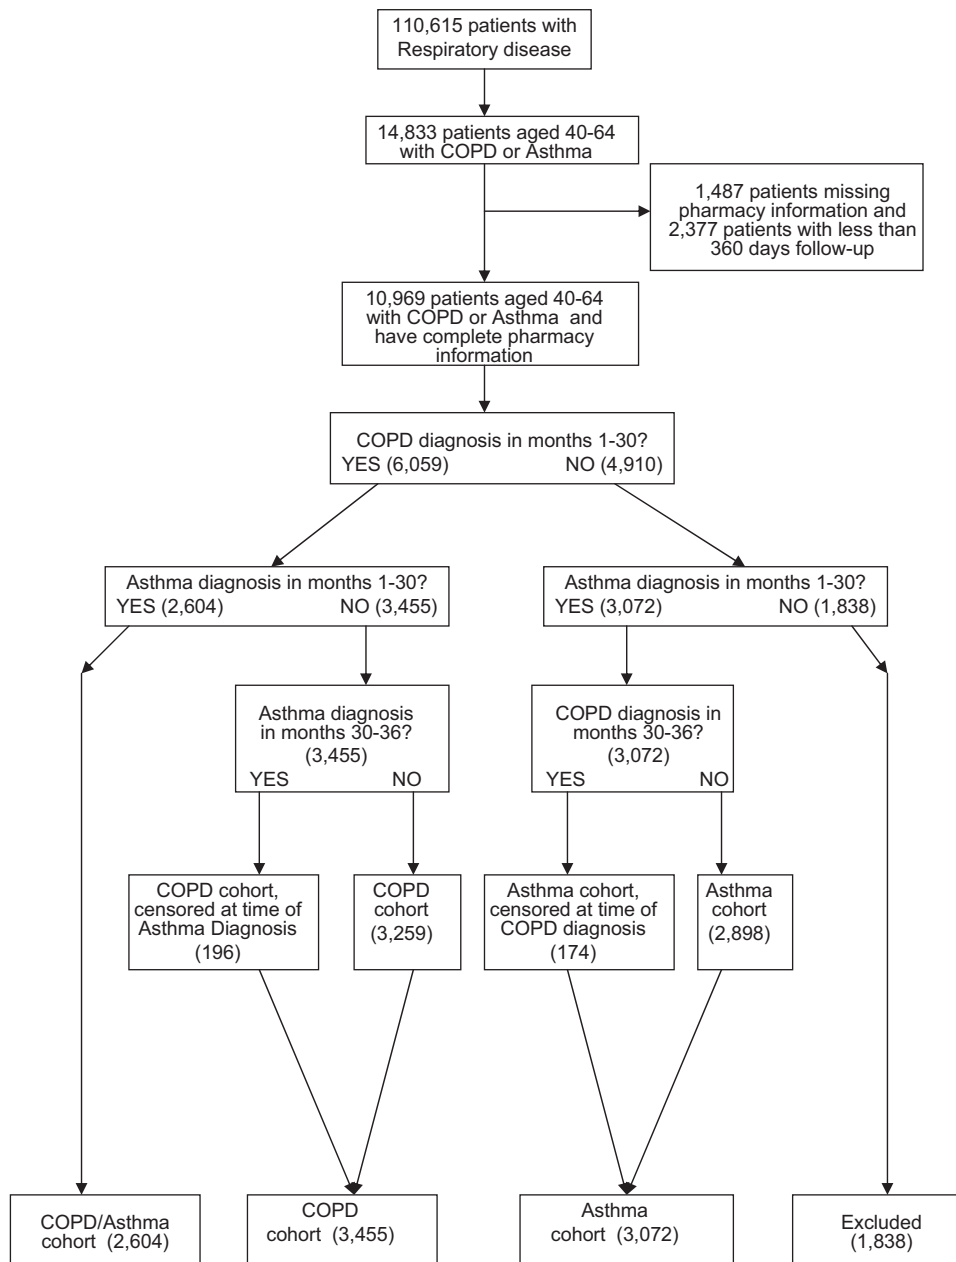 110,615 patients with
Respiratory disease
14,833 patients aged 40-64
with COPD or Asthma
1,487 patients missing
pharmacy information and
2,377 patients with less than
360 days follow-up
10,969 patients aged 40-64
with COPD or Asthma and
have complete pharmacy
information
COPD diagnosis in months 1-30?
YES (6,059) NO (4,910)
Asthma diagnosis in months 1-30?
YES (2,604) NO (3,455)
Asthma diagnosis in months 1-30?
YES (3,072) NO (1,838)
Asthma diagnosis
in months 30-36?
(3,455)
YES NO
COPD diagnosis in
months 30-36?
(3,072)
YES NO
COPD cohort,
censored at time of
Asthma Diagnosis
(196)
COPD
cohort
(3,259)
Asthma cohort,
censored at time of
COPD diagnosis
(174)
Asthma
cohort
(2,898)
COPD/Asthma
cohort (2,604)
COPD
cohort (3,455)
Asthma
cohort (3,072)
Excluded
(1,838)